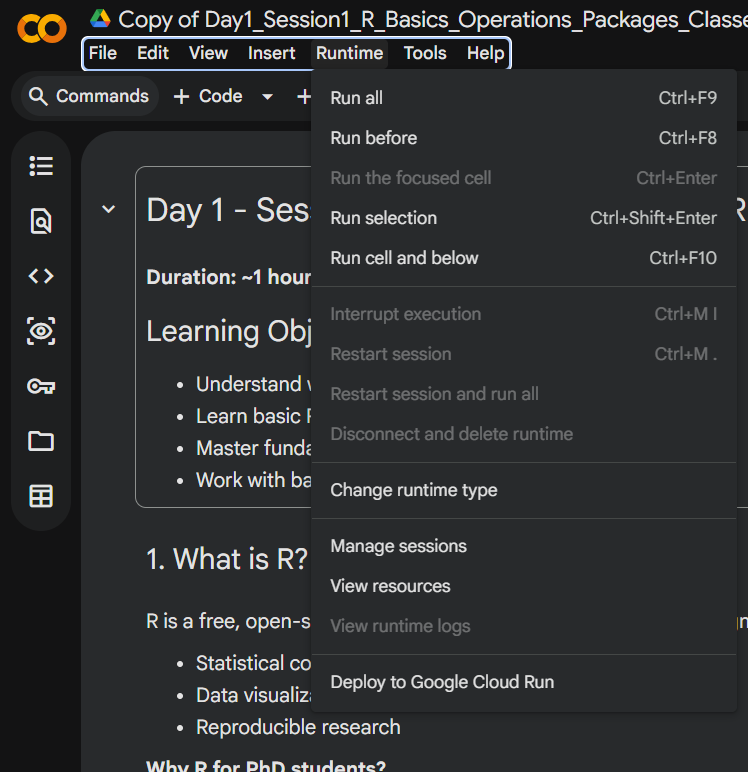 Copy of Day1_Session1_R_Basics_Operations_Packages_Classe
File Edit View Insert Runtime Tools Help
Commands + Code +
Run all Ctrl+F9
Run before Ctrl+F8
Run the focused cell Ctrl+Enter
Run selection Ctrl+Shift+Enter
Run cell and below Ctrl+F10
Interrupt execution Ctrl+M I
Restart session Ctrl+M .
Restart session and run all
Disconnect and delete runtime
Change runtime type
Manage sessions
View resources
View runtime logs
Deploy to Google Cloud Run
Day 1 - Ses
Duration: ~1 hour
Learning Obj
• Understand
• Learn basic
• Master funda
• Work with ba
1. What is R?
R is a free, open-s
• Statistical co
• Data visualiza
• Reproducible research
Why R for PhD students?